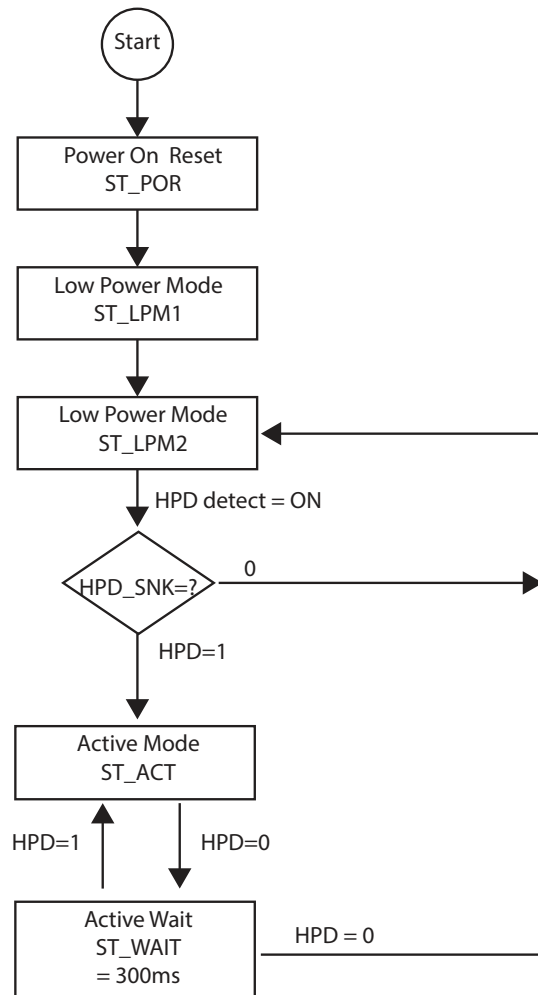 Start
Power On Reset
ST_POR
Low Power Mode
ST_LPM1
Low Power Mode
ST_LPM2
HPD detect = ON
HPD_SNK=?
0
HPD=1
Active Mode
ST_ACT
HPD=1
HPD=0
Active Wait
ST_WAIT
= 300ms
HPD = 0